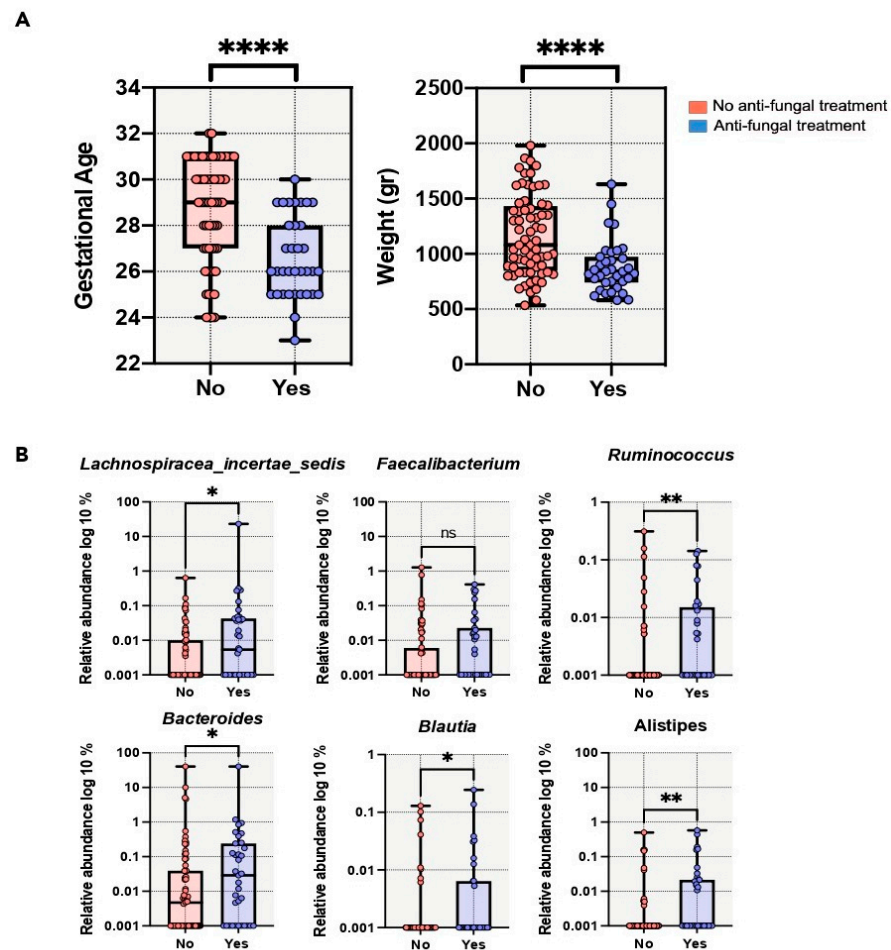 A
**** ****
Gestational Age
34
32
30
28
26
24
22
No Yes
Weight (gr)
2500
2000
1500
1000
500
0
No Yes
No anti-fungal treatment
Anti-fungal treatment
B
Lachnospiracea_incertae_sedis
Relative abundance log 10 %
100
10
1
0.1
0.01
0.001
*
No Yes
Faecalibacterium
Relative abundance log 10 %
100
10
1
0.1
0.01
0.001
ns
No Yes
Ruminococcus
Relative abundance log 10 %
1
0.1
0.01
0.001
**
No Yes
Bacteroides
Relative abundance log 10 %
100
10
1
0.1
0.01
0.001
*
No Yes
Blautia
Relative abundance log 10 %
1
0.1
0.01
0.001
*
No Yes
Alistipes
Relative abundance log 10 %
100
10
1
0.1
0.01
0.001
**
No Yes